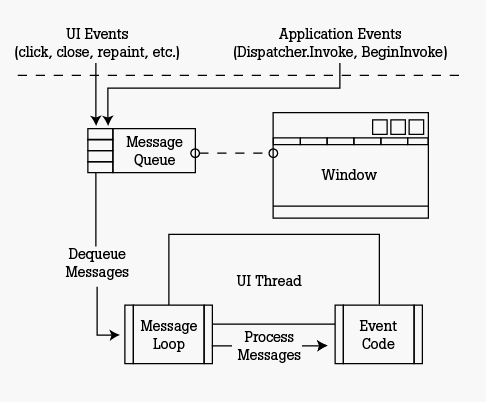 UI Events
(click, close, repaint, etc.)
Application Events
(Dispatcher.Invoke, BeginInvoke)
Message
Queue
Window
Dequeue
Messages
UI Thread
Message
Loop
Process
Messages
Event
Code